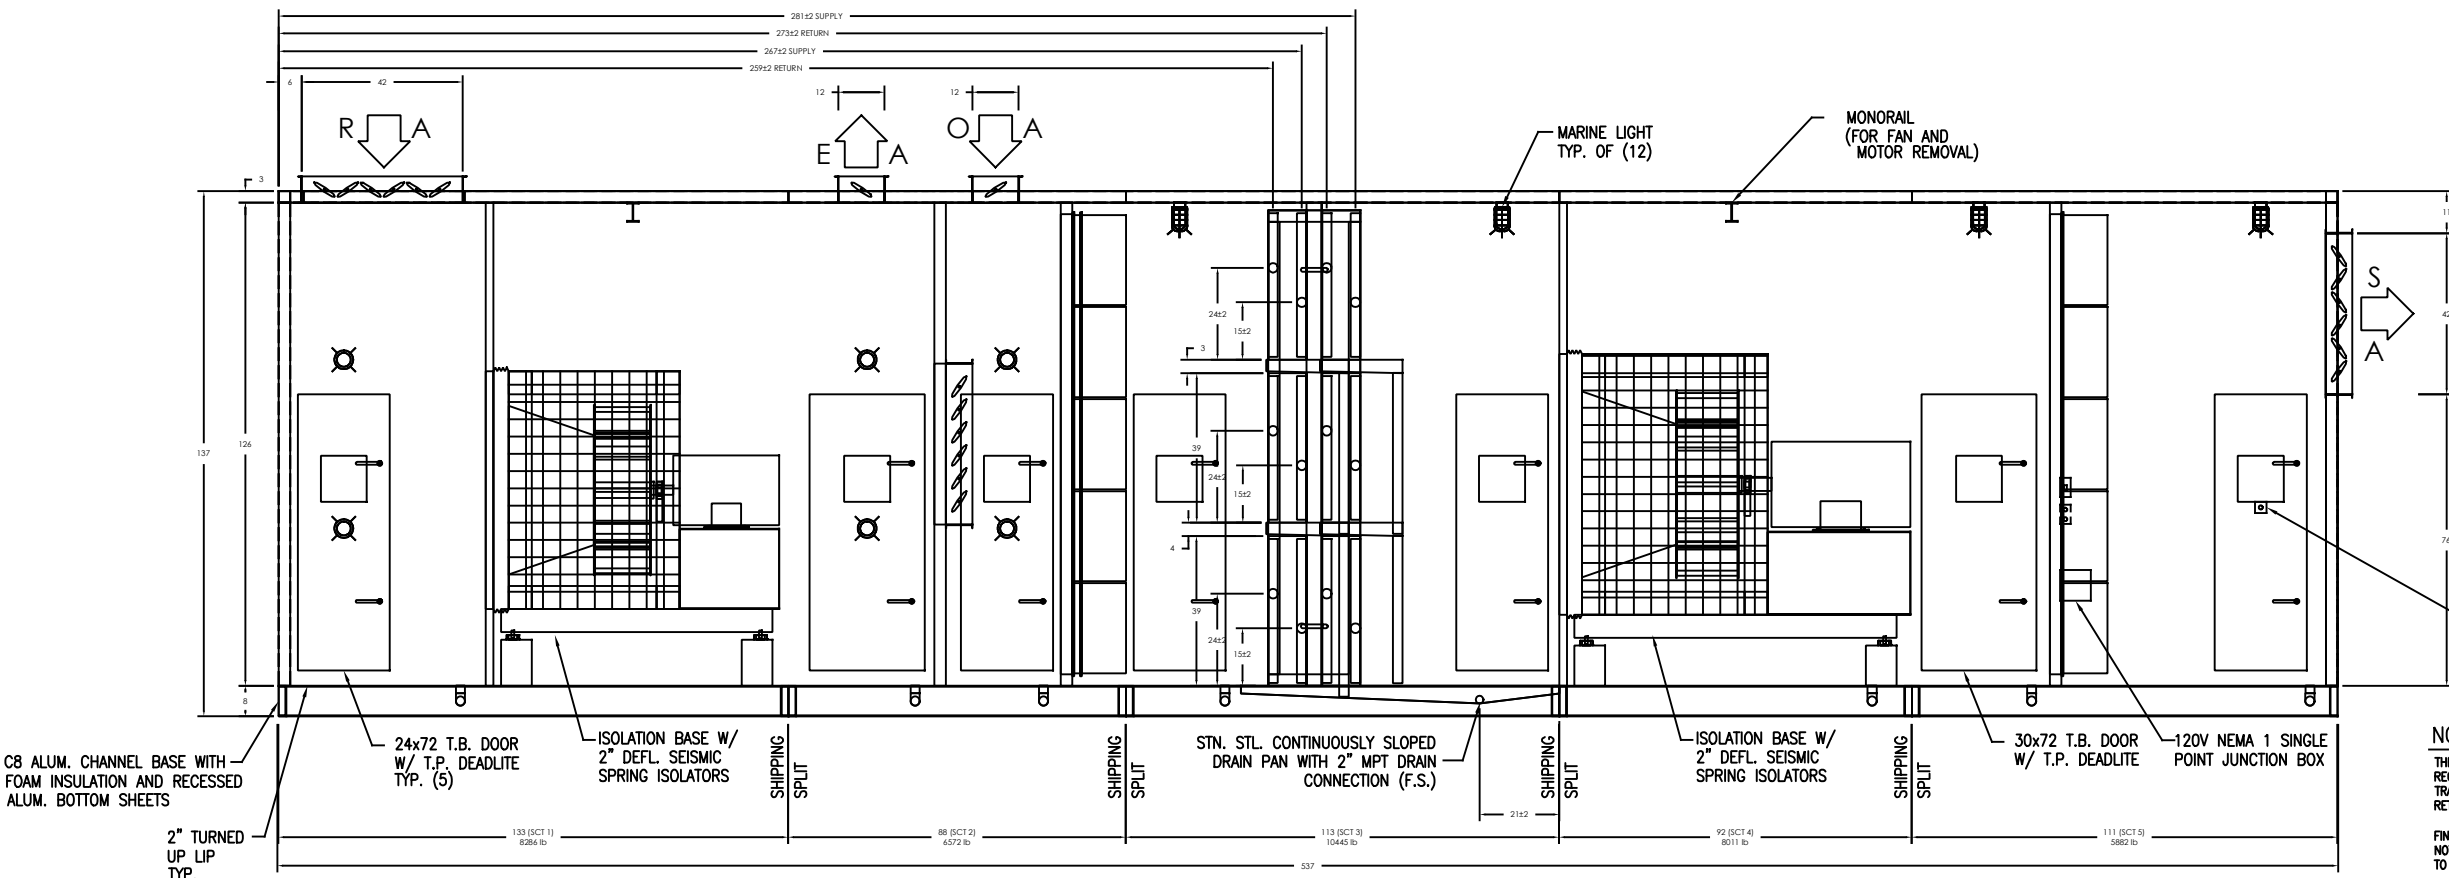 281±2 SUPPLY
273±2 RETURN
267±2 SUPPLY
259±2 RETURN
6
42
12
12
R A
E A
O A
MARINE LIGHT
TYP. OF (12)
MONORAIL
(FOR FAN AND
MOTOR REMOVAL)
3
137
126
8
24±2
15±2
3
39
24±2
15±2
4
39
24±2
15±2
S
A
C8 ALUM. CHANNEL BASE WITH
FOAM INSULATION AND RECESSED
ALUM. BOTTOM SHEETS
2" TURNED
UP LIP
TYP.
24x72 T.B. DOOR
W/ T.P. DEADLITE
TYP. (5)
ISOLATION BASE W/
2" DEFL. SEISMIC
SPRING ISOLATORS
SHIPPING
SPLIT
SHIPPING
SPLIT
STN. STL. CONTINUOUSLY SLOPED
DRAIN PAN WITH 2" MPT DRAIN
CONNECTION (F.S.)
21±2
SHIPPING
SPLIT
ISOLATION BASE W/
2" DEFL. SEISMIC
SPRING ISOLATORS
SHIPPING
SPLIT
30x72 T.B. DOOR
W/ T.P. DEADLITE
120V NEMA 1 SINGLE
POINT JUNCTION BOX
133 (SCT 1)
8286 lb
88 (SCT 2)
6572 lb
113 (SCT 3)
10445 lb
92 (SCT 4)
8011 lb
111 (SCT 5)
5882 lb
537